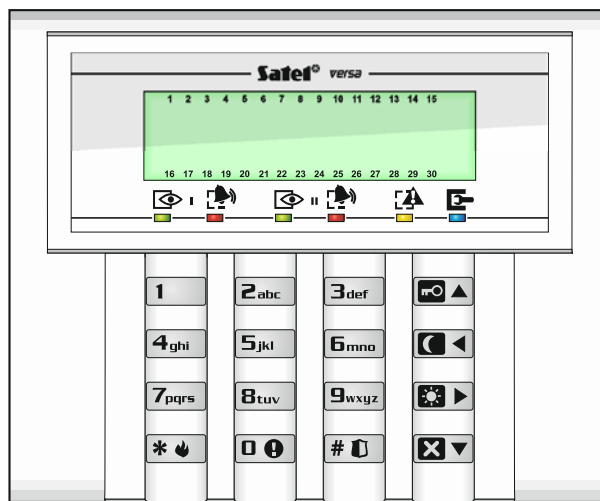 Satel versa
1 2 3 4 5 6 7 8 9 10 11 12 13 14 15
16 17 18 19 20 21 22 23 24 25 26 27 28 29 30
I II
1 2abc 3def
4ghi 5jkl 6mno
7pqrs 8tuv 9wxyz
* 0 #